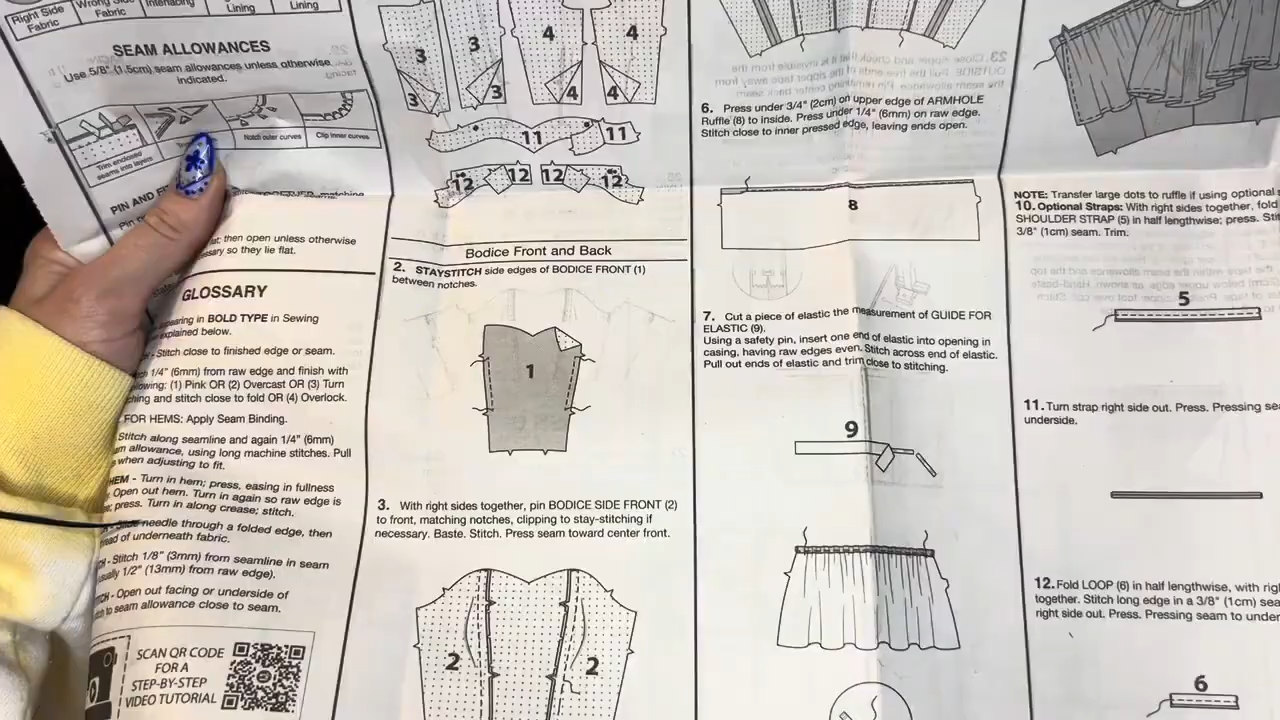 Right Side
Fabric
Wrong Side
Fabric
Interfacing
Lining
Lining
SEAM ALLOWANCES
Use 5/8" (1.5cm) seam allowances unless otherwise
indicated.
Trim enclosed
seams into layers
Notch outer curves
Clip inner curves
PIN AND
matching
then open unless otherwise
so they lie flat.
GLOSSARY
appearing in BOLD TYPE in Sewing
explained below.
- Stitch close to finished edge or seam.
1/4" (6mm) from raw edge and finish with
(1) Pink OR (2) Overcast OR (3) Turn
and stitch close to fold OR (4) Overlock.
FOR HEMS: Apply Seam Binding.
Stitch along seamline and again 1/4" (6mm)
allowance, using long machine stitches. Pull
when adjusting to fit.
HEM - Turn in hem; press, easing in fullness
Open out hem. Turn in again so raw edge is
press. Turn in along crease; stitch.
needle through a folded edge, then
of underneath fabric.
- Stitch 1/8" (3mm) from seamline in seam
1/2" (13mm) from raw edge).
- Open out facing or underside of
to seam allowance close to seam.
SCAN QR CODE
FOR A
STEP-BY-STEP
VIDEO TUTORIAL
3 3 4 4
3 3 4 4
11 11
12 12 12 12
Bodice Front and Back
2. STAYSTITCH side edges of BODICE FRONT (1)
between notches.
1
3. With right sides together, pin BODICE SIDE FRONT (2)
to front, matching notches, clipping to stay-stitching if
necessary. Baste. Stitch. Press seam toward center front.
2 2
6. Press under 3/4" (2cm) on upper edge of ARMHOLE
Ruffle (8) to inside. Press under 1/4" (6mm) on raw edge.
Stitch close to inner pressed edge, leaving ends open.
8
7. Cut a piece of elastic the measurement of GUIDE FOR
ELASTIC (9).
Using a safety pin, insert one end of elastic into opening in
casing, having raw edges even. Stitch across end of elastic.
Pull out ends of elastic and trim close to stitching.
9
NOTE: Transfer large dots to ruffle if using optional
10. Optional Straps: With right sides together, fold
SHOULDER STRAP (5) in half lengthwise; press. Sti
3/8" (1cm) seam. Trim.
5
11. Turn strap right side out. Press. Pressing se
underside.
12. Fold LOOP (6) in half lengthwise, with rig
together. Stitch long edge in a 3/8" (1cm) sea
right side out. Press. Pressing seam to under
6